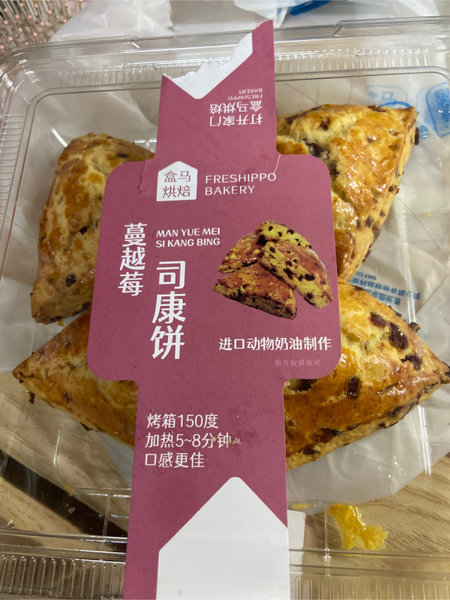 打开家门
盒马烘焙
FRESHIPPO
BAKERY
盒马
烘焙
FRESHIPPO
BAKERY
蔓越莓
MAN YUE MEI
SI KANG BING
司康饼
进口动物奶油制作
图片仅供参考
烤箱150度
加热5~8分钟
口感更佳